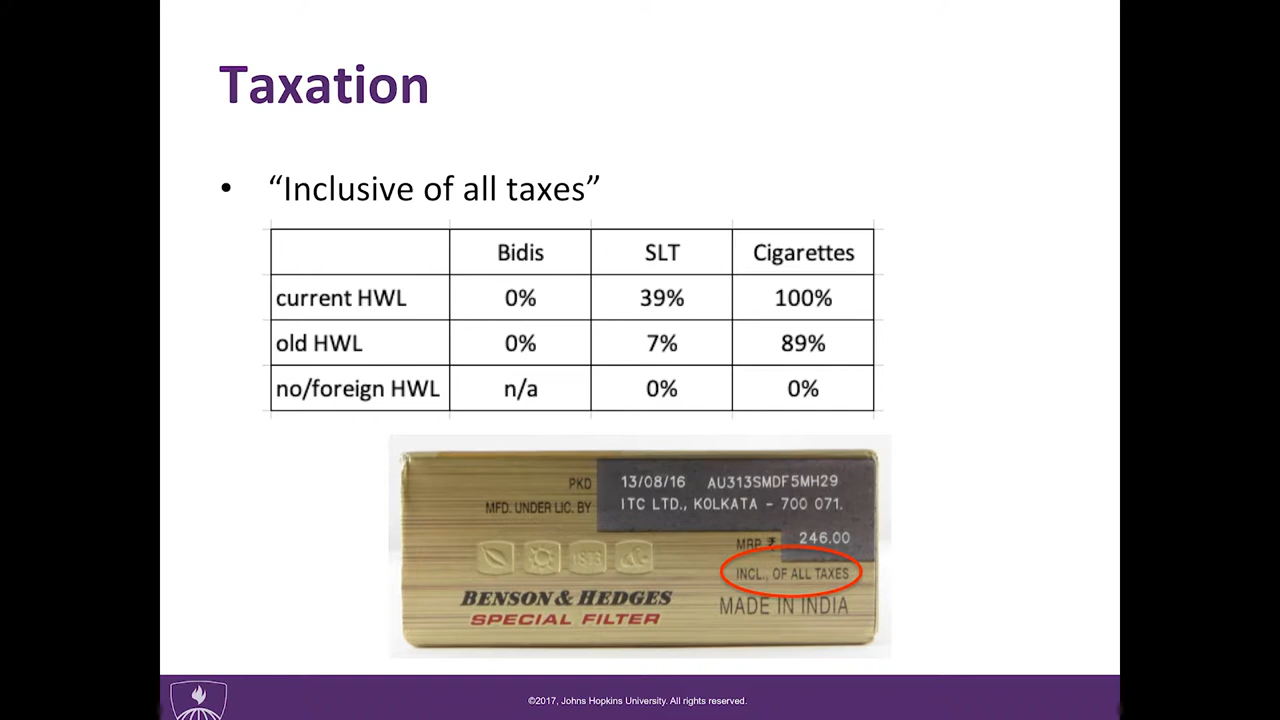 Taxation
• “Inclusive of all taxes”
Bidis SLT Cigarettes
current HWL 0% 39% 100%
old HWL 0% 7% 89%
no/foreign HWL n/a 0% 0%
PKD 13/08/16 AU313SMDF5MH29
MFD. UNDER LIC. BY ITC LTD., KOLKATA - 700 071.
MRP ₹ 246.00
INCL., OF ALL TAXES
BENSON & HEDGES
SPECIAL FILTER
MADE IN INDIA
©2017, Johns Hopkins University. All rights reserved.